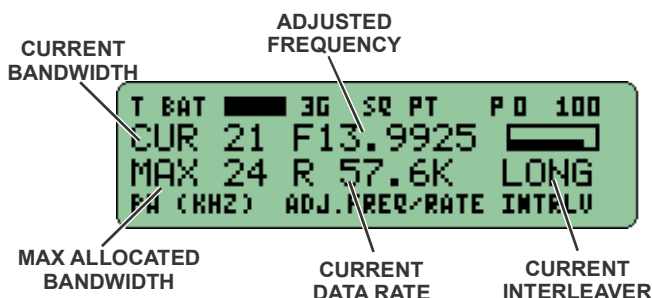 ADJUSTED
FREQUENCY
CURRENT
BANDWIDTH
T BAT 3G SQ PT P 0 100
CUR 21 F13.9925
MAX 24 R 57.6K LONG
BW (KHZ) ADJ.FREQ/RATE INTRLV
MAX ALLOCATED
BANDWIDTH
CURRENT
DATA RATE
CURRENT
INTERLEAVER